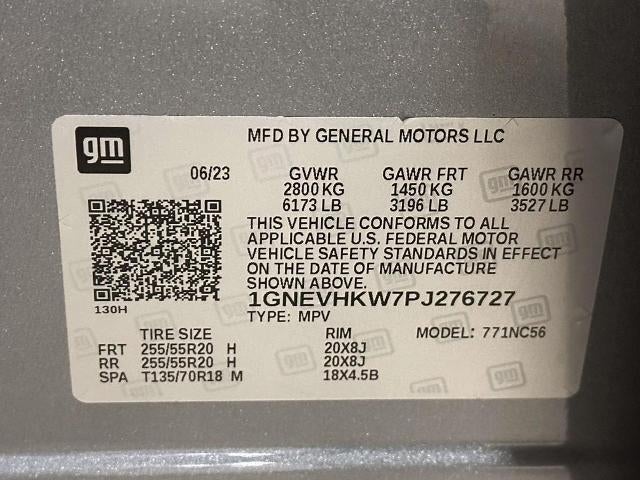 gm MFD BY GENERAL MOTORS LLC
06/23 GVWR GAWR FRT GAWR RR
2800 KG 1450 KG 1600 KG
6173 LB 3196 LB 3527 LB
THIS VEHICLE CONFORMS TO ALL
APPLICABLE U.S. FEDERAL MOTOR
VEHICLE SAFETY STANDARDS IN EFFECT
ON THE DATE OF MANUFACTURE
SHOWN ABOVE.
130H 1GNEVHKW7PJ276727
TYPE: MPV
TIRE SIZE RIM MODEL: 771NC56
FRT 255/55R20 H 20X8J
RR 255/55R20 H 20X8J
SPA T135/70R18 M 18X4.5B